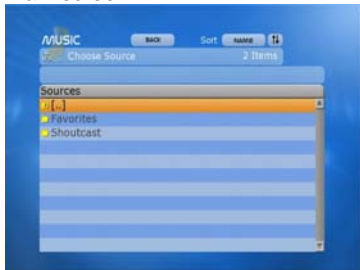 MUSIC BACK Sort NAME
Choose Source 2 Items
Sources
[..]
Favorites
Shoutcast